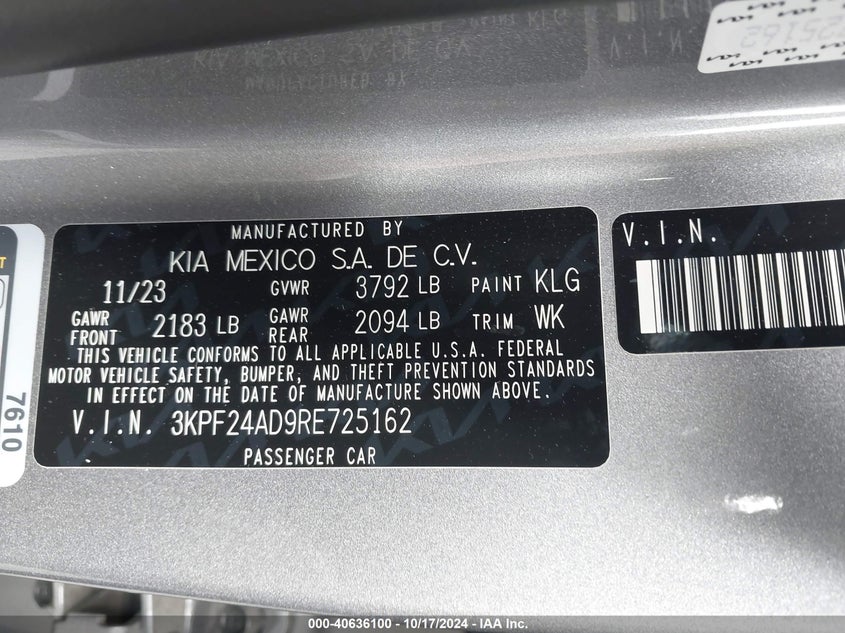 MANUFACTURED BY
KIA MEXICO S.A. DE C.V.
11/23 GVWR 3792 LB PAINT KLG
GAWR FRONT 2183 LB GAWR REAR 2094 LB TRIM WK
THIS VEHICLE CONFORMS TO ALL APPLICABLE U.S.A. FEDERAL
MOTOR VEHICLE SAFETY, BUMPER, AND THEFT PREVENTION STANDARDS
IN EFFECT ON THE DATE OF MANUFACTURE SHOWN ABOVE.
V.I.N. 3KPF24AD9RE725162
PASSENGER CAR
V.I.N.
7610
000-40636100 - 10/17/2024 - IAA Inc.